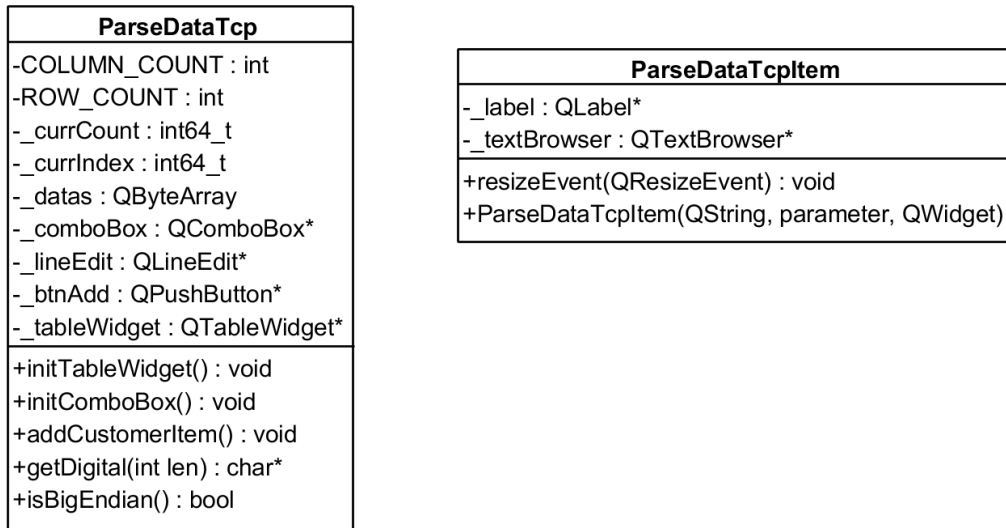 ParseDataTcp
-COLUMN_COUNT : int
-ROW_COUNT : int
-_currCount : int64_t
-_currIndex : int64_t
-_datas : QByteArray
-_comboBox : QComboBox*
-_lineEdit : QLineEdit*
-_btnAdd : QPushButton*
-_tableWidget : QTableWidget*
+initTableWidget() : void
+initComboBox() : void
+addCustomerItem() : void
+getDigital(int len) : char*
+isBigEndian() : bool
ParseDataTcpItem
-_label : QLabel*
-_textBrowser : QTextBrowser*
+resizeEvent(QResizeEvent) : void
+ParseDataTcpItem(QString, parameter, QWidget)